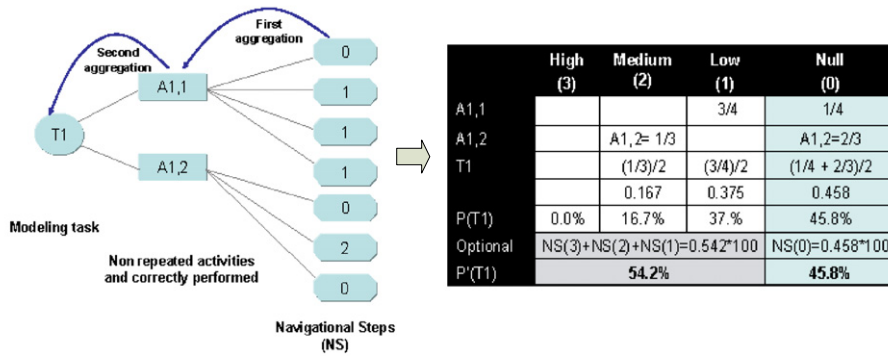 First
aggregation
Second
aggregation
0
A1,1
1
T1
1
1
A1,2
0
Modeling task
2
Non repeated activities
and correctly performed
0
Navigational Steps
(NS)
High Medium Low Null
(3) (2) (1) (0)
A1,1 3/4 1/4
A1,2 A1,2= 1/3 A1,2=2/3
T1 (1/3)/2 (3/4)/2 (1/4 + 2/3)/2
0.167 0.375 0.458
P(T1) 0.0% 16.7% 37.% 45.8%
Optional NS(3)+NS(2)+NS(1)=0.542*100 NS(0)=0.458*100
P'(T1) 54.2% 45.8%